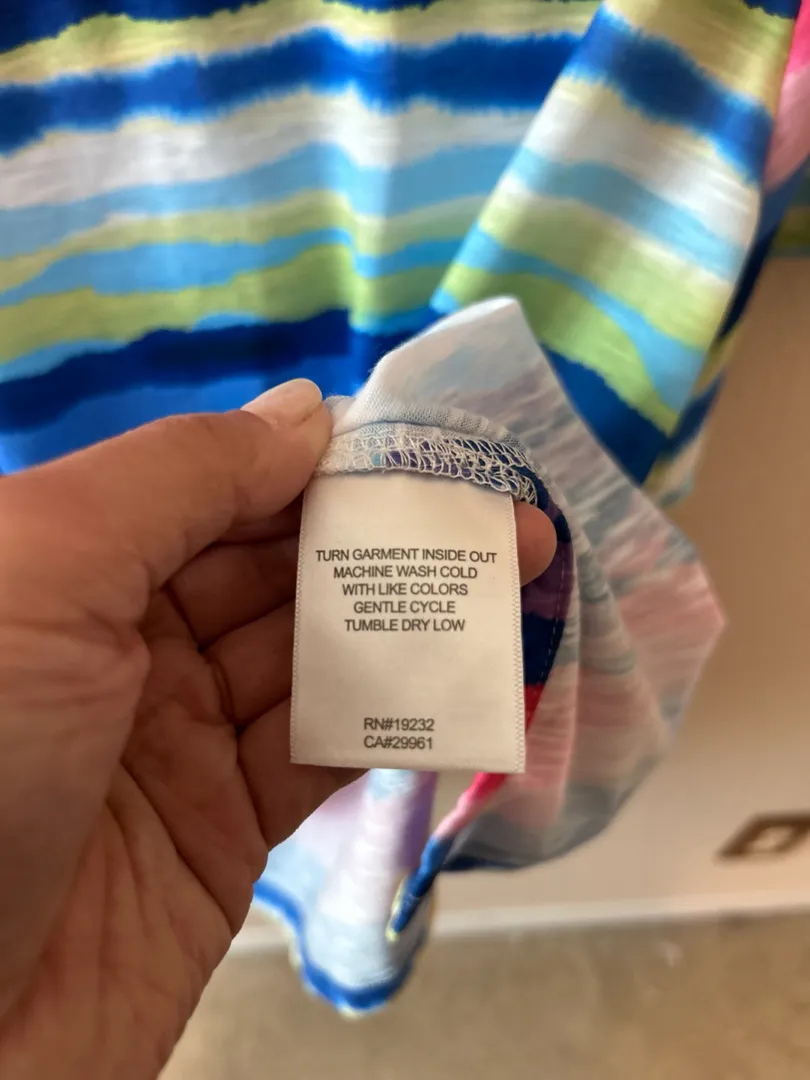 TURN GARMENT INSIDE OUT
MACHINE WASH COLD
WITH LIKE COLORS
GENTLE CYCLE
TUMBLE DRY LOW
RN#19232
CA#29961